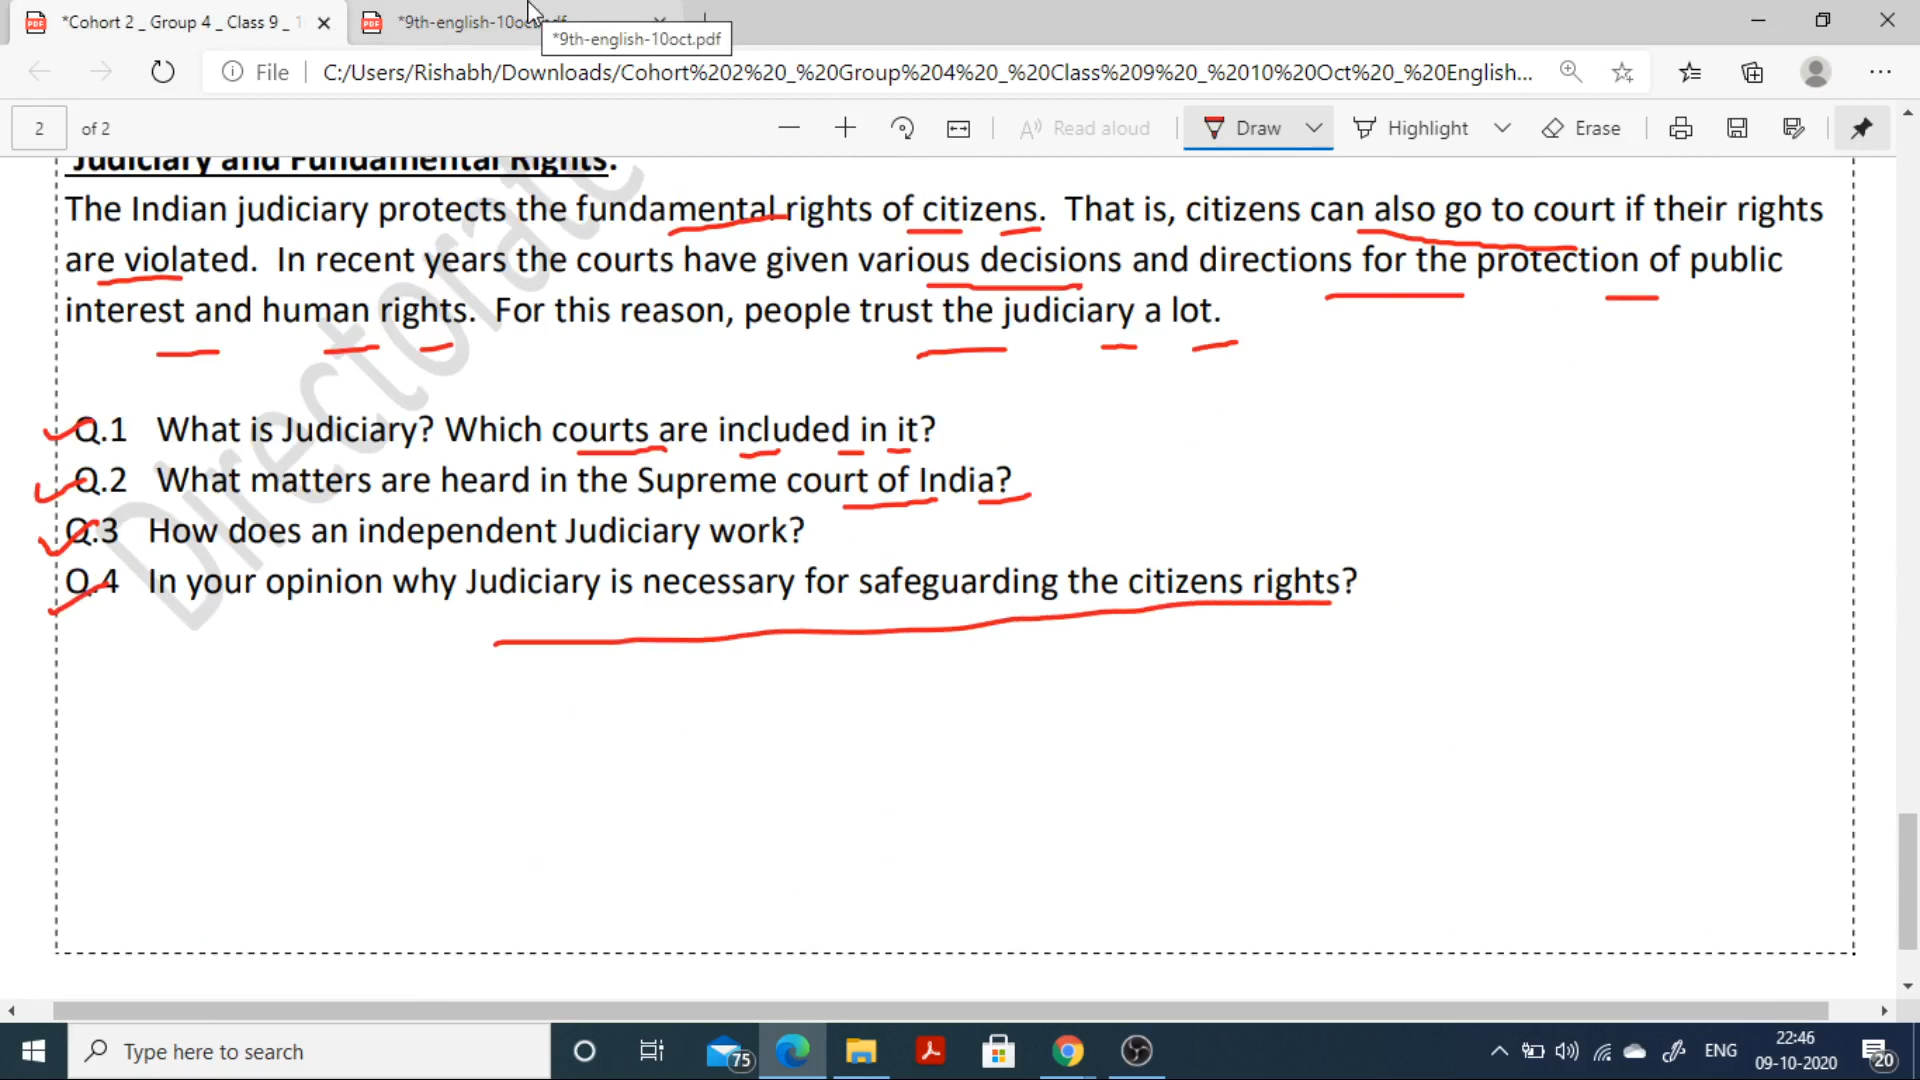 *Cohort 2 _ Group 4 _ Class 9 _ 1
*9th-english-10oct.pdf
*9th-english-10oct.pdf
File
C:/Users/Rishabh/Downloads/Cohort%202%20_%20Group%204%20_%20Class%209%20_%2010%20Oct%20_%20English...
2 of 2
Read aloud
Draw
Highlight
Erase
Judiciary and Fundamental Rights.
The Indian judiciary protects the fundamental rights of citizens. That is, citizens can also go to court if their rights
are violated. In recent years the courts have given various decisions and directions for the protection of public
interest and human rights. For this reason, people trust the judiciary a lot.
Q.1 What is Judiciary? Which courts are included in it?
Q.2 What matters are heard in the Supreme court of India?
Q.3 How does an independent Judiciary work?
Q.4 In your opinion why Judiciary is necessary for safeguarding the citizens rights?
Directorate
Type here to search
75
ENG
22:46
09-10-2020
20